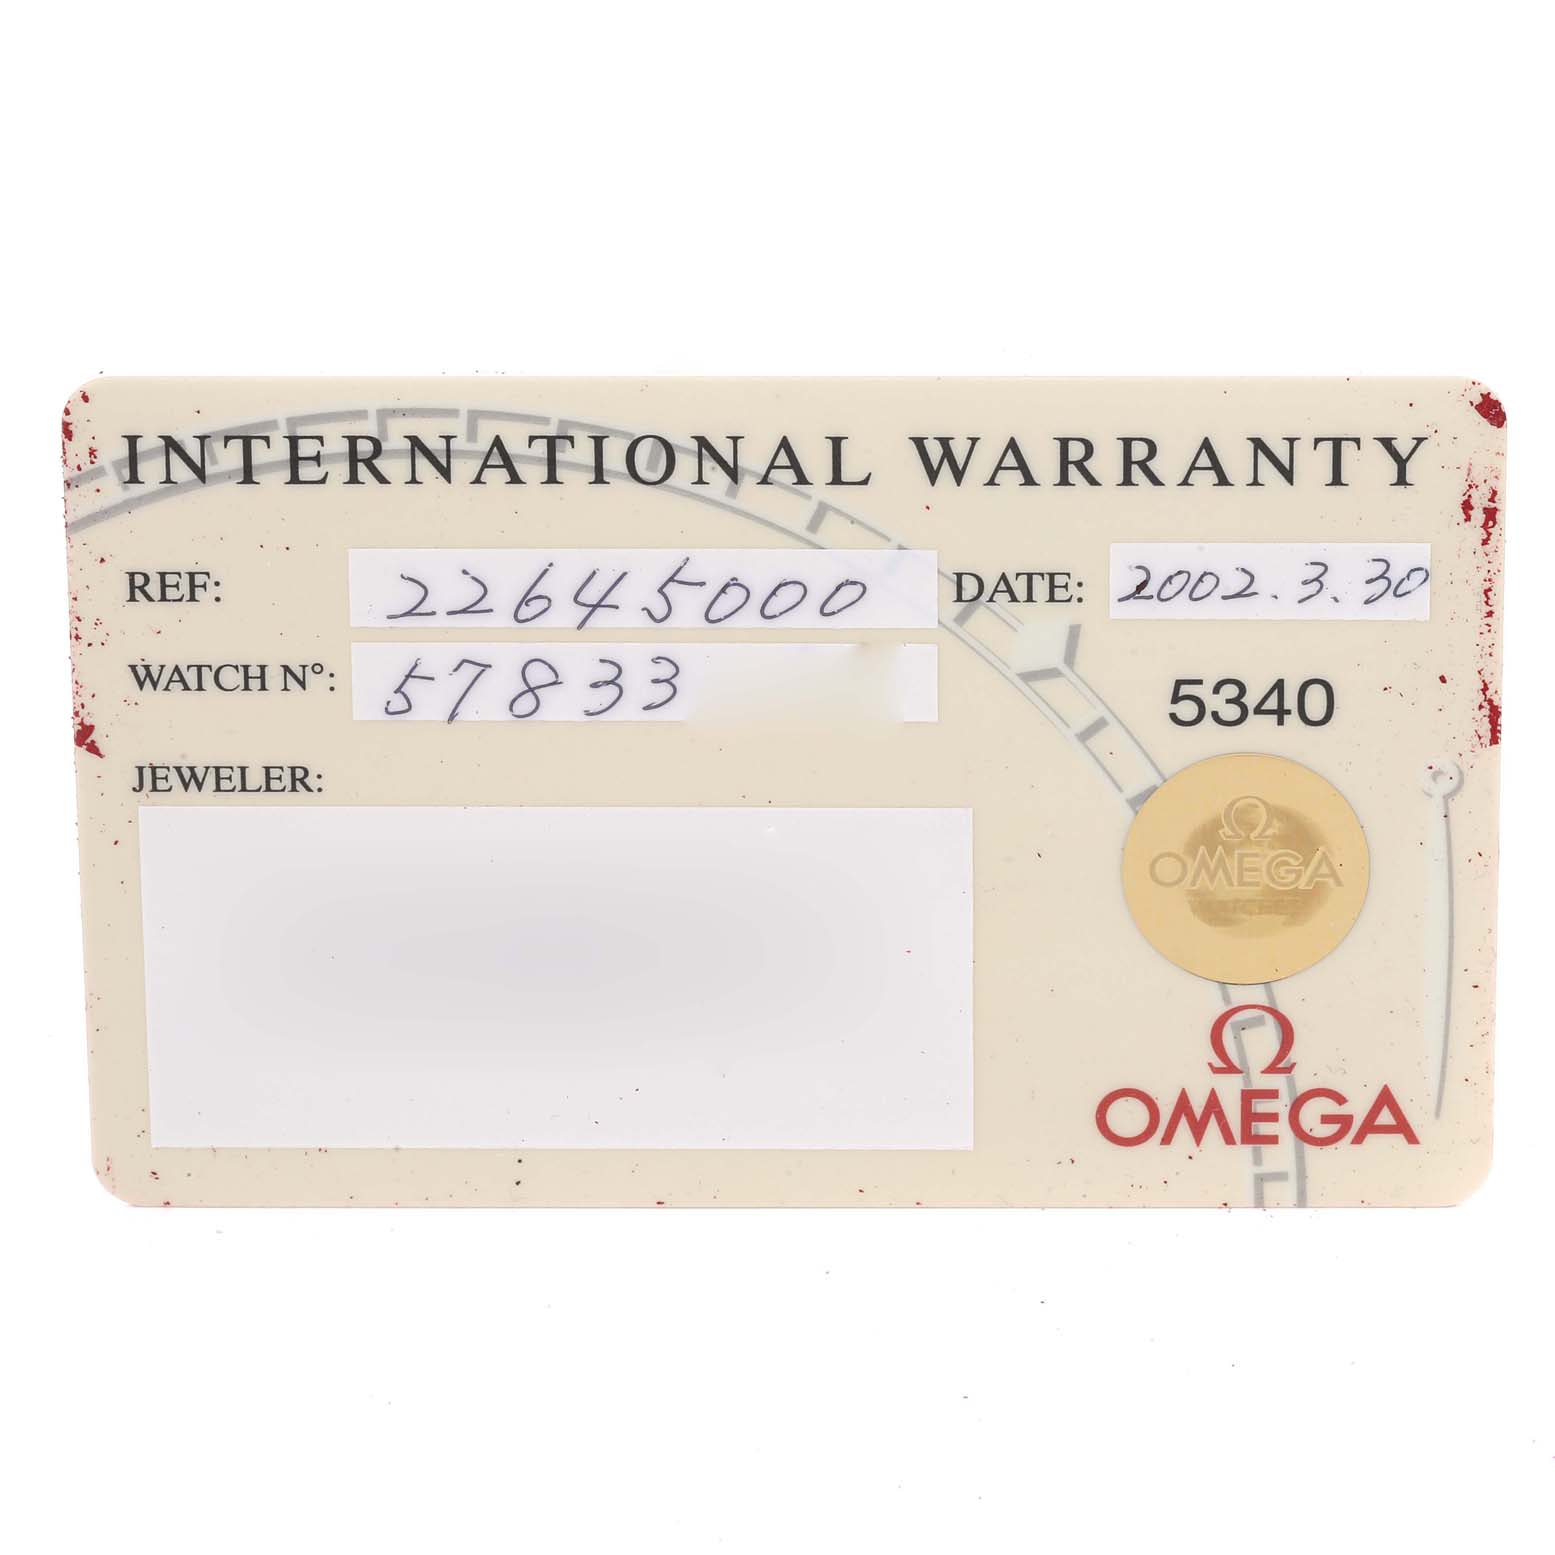 INTERNATIONAL WARRANTY
REF: 22645000 DATE: 2002.3.30
WATCH N°: 57833
5340
JEWELER:
Ω
OMEGA
Ω
OMEGA